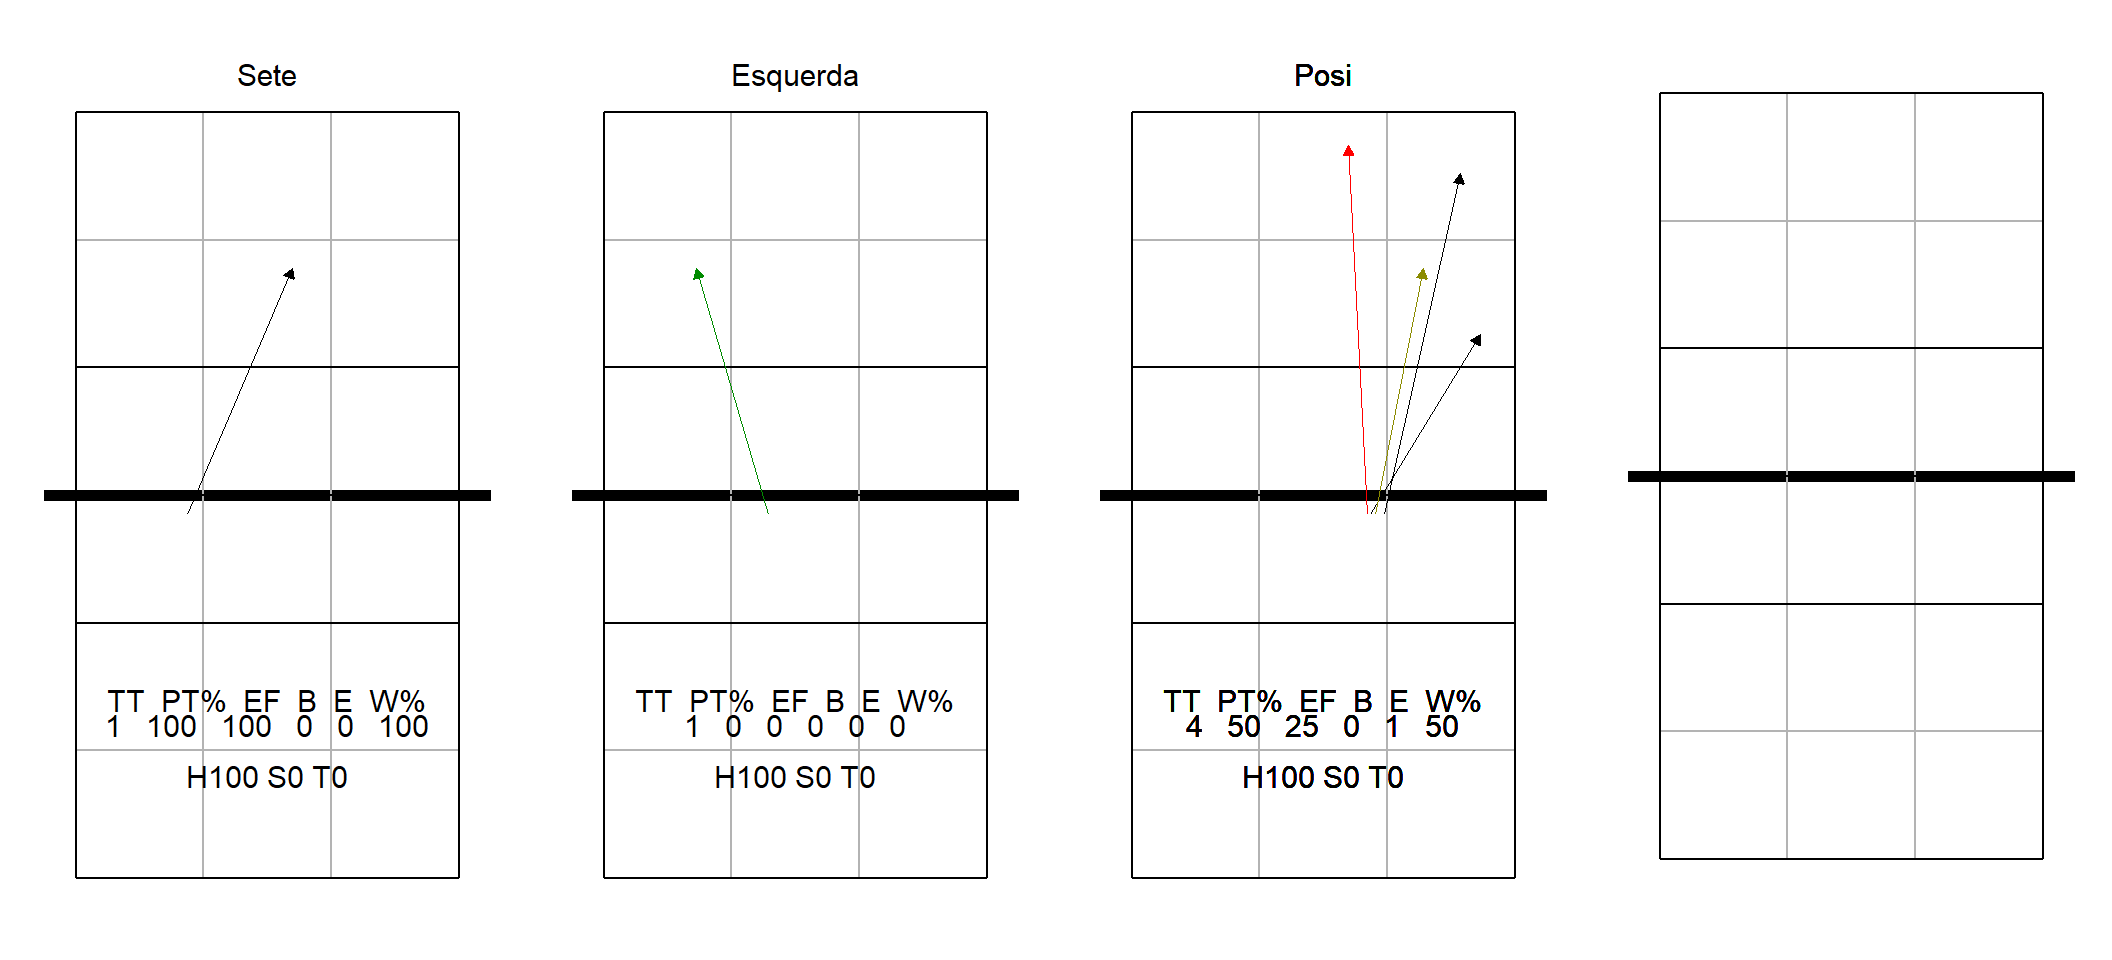 Sete
TT PT% EF B E W%
1 100 100 0 0 100
H100 S0 T0
Esquerda
TT PT% EF B E W%
1 0 0 0 0 0
H100 S0 T0
Posi
TT PT% EF B E W%
4 50 25 0 1 50
H100 S0 T0